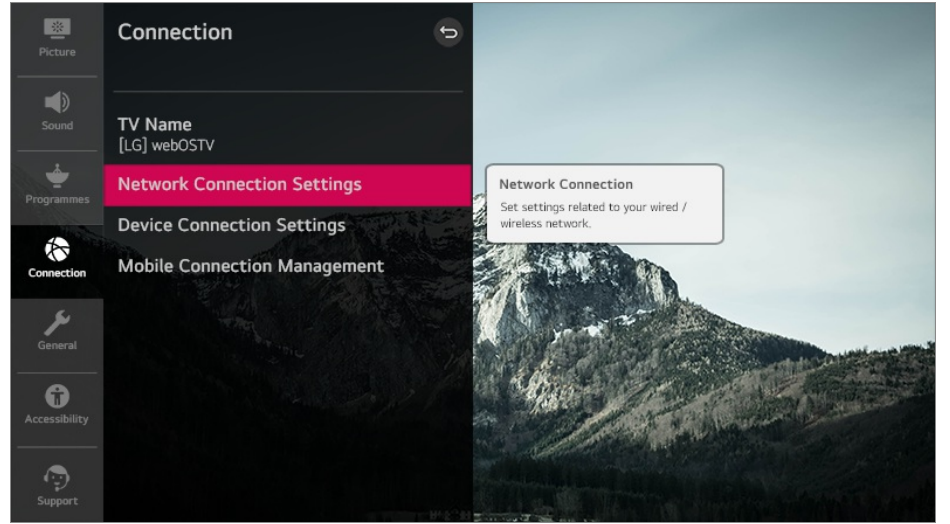 Picture
Sound
Programmes
Connection
General
Accessibility
Support
Connection
TV Name
[LG] webOSTV
Network Connection Settings
Device Connection Settings
Mobile Connection Management
Network Connection
Set settings related to your wired /
wireless network.